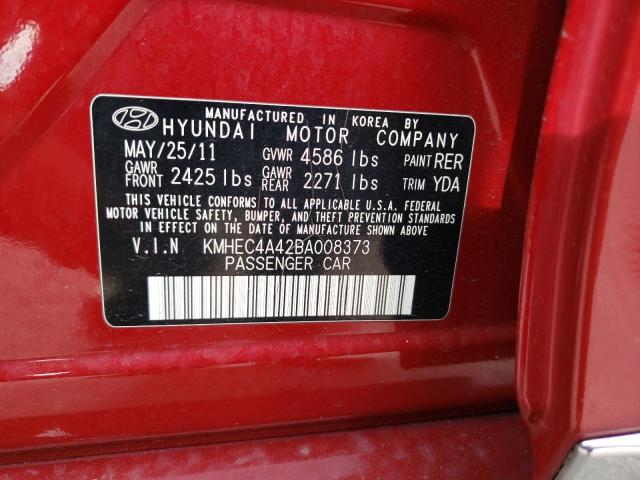 MANUFACTURED IN KOREA BY
HYUNDAI MOTOR COMPANY
MAY/25/11 GVWR 4586 lbs PAINT RER
GAWR FRONT 2425 lbs GAWR REAR 2271 lbs TRIM YDA
THIS VEHICLE CONFORMS TO ALL APPLICABLE U.S.A. FEDERAL
MOTOR VEHICLE SAFETY, BUMPER, AND THEFT PREVENTION STANDARDS
IN EFFECT ON THE DATE OF MANUFACTURE SHOWN ABOVE
V.I.N KMHEC4A42BA008373
PASSENGER CAR